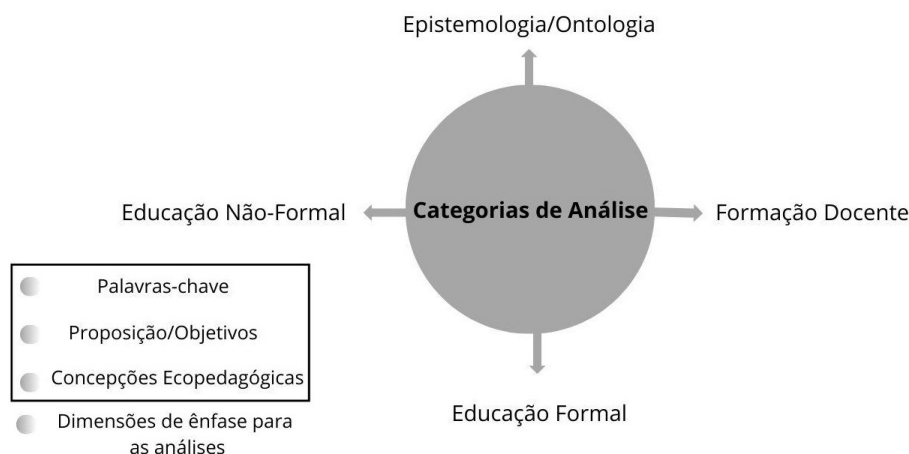 Epistemologia/Ontologia
Educação Não-Formal
Categorias de Análise
Formação Docente
Educação Formal
Palavras-chave
Proposição/Objetivos
Concepções Ecopedagógicas
Dimensões de ênfase para
as análises